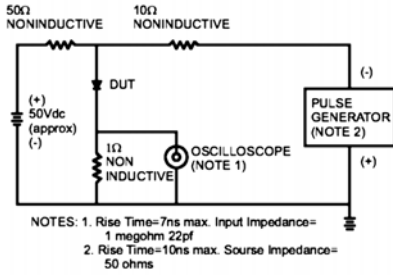 50Ω
NONINDUCTIVE
10Ω
NONINDUCTIVE
(+)
50Vdc
(approx)
(-)
DUT
1Ω
NON
INDUCTIVE
OSCILLOSCOPE
(NOTE 1)
(-)
PULSE
GENERATOR
(NOTE 2)
(+)
NOTES: 1. Rise Time=7ns max. Input Impedance=
1 megohm 22pf
2. Rise Time=10ns max. Sourse Impedance=
50 ohms